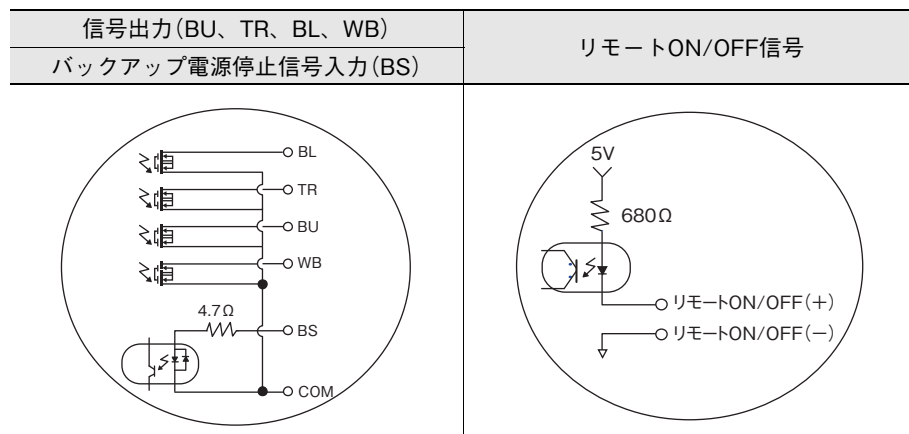 信号出力(BU、TR、BL、WB)
バックアップ電源停止信号入力(BS)
リモートON/OFF信号
BL
TR
BU
WB
4.7Ω
BS
COM
5V
680Ω
リモートON/OFF(+)
リモートON/OFF(−)